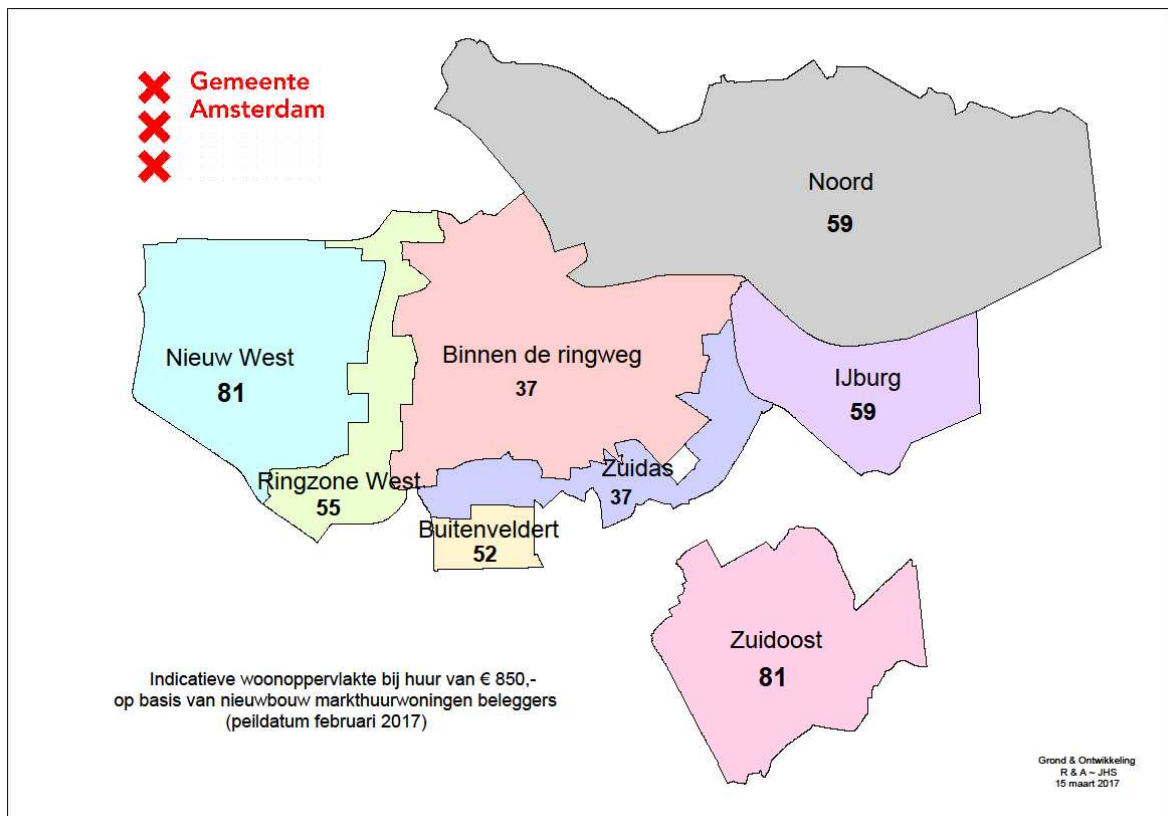 Gemeente
Amsterdam
Noord
59
Nieuw West
81
Binnen de ringweg
37
IJburg
59
Ringzone West
55
Zuidas
37
Buitenveldert
52
Zuidoost
81
Indicatieve woonoppervlakte bij huur van € 850,-
op basis van nieuwbouw markthuurwoningen beleggers
(peildatum februari 2017)
Grond & Ontwikkeling
R & A ~ JHS
15 maart 2017